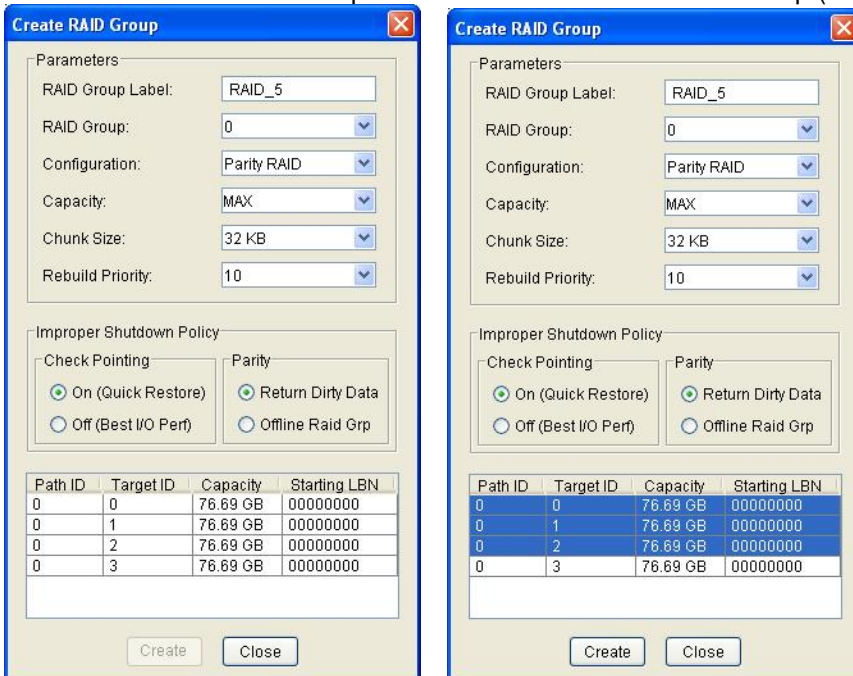 Create RAID Group
Parameters
RAID Group Label: RAID_5
RAID Group: 0
Configuration: Parity RAID
Capacity: MAX
Chunk Size: 32 KB
Rebuild Priority: 10
Improper Shutdown Policy
Check Pointing
On (Quick Restore)
Off (Best I/O Perf)
Parity
Return Dirty Data
Offline Raid Grp
Path ID Target ID Capacity Starting LBN
0 0 76.69 GB 00000000
0 1 76.69 GB 00000000
0 2 76.69 GB 00000000
0 3 76.69 GB 00000000
Create Close
Create RAID Group
Parameters
RAID Group Label: RAID_5
RAID Group: 0
Configuration: Parity RAID
Capacity: MAX
Chunk Size: 32 KB
Rebuild Priority: 10
Improper Shutdown Policy
Check Pointing
On (Quick Restore)
Off (Best I/O Perf)
Parity
Return Dirty Data
Offline Raid Grp
Path ID Target ID Capacity Starting LBN
0 0 76.69 GB 00000000
0 1 76.69 GB 00000000
0 2 76.69 GB 00000000
0 3 76.69 GB 00000000
Create Close